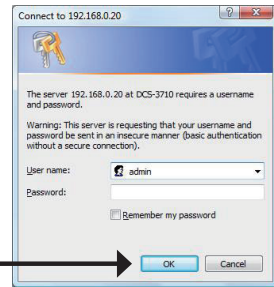 Connect to 192.168.0.20
The server 192.168.0.20 at DCS-3710 requires a username
and password.
Warning: This server is requesting that your username and
password be sent in an insecure manner (basic authentication
without a secure connection).
User name:
admin
Password:
Remember my password
OK
Cancel